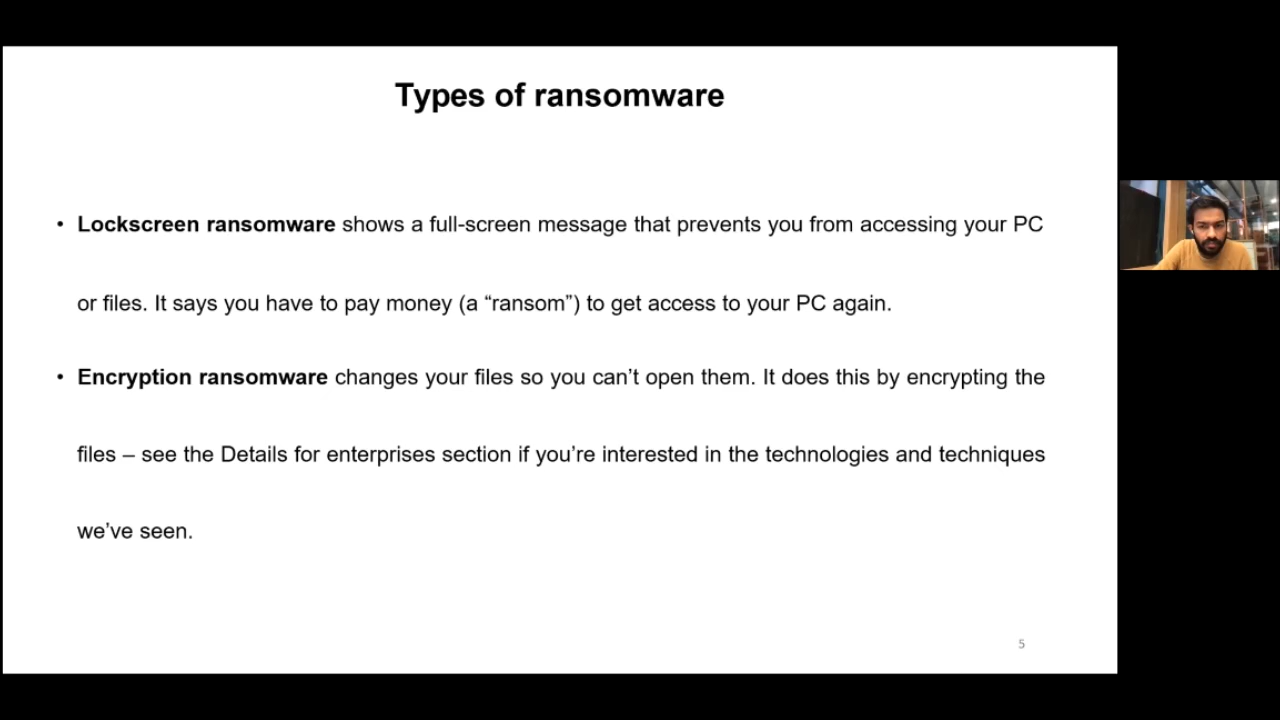 Types of ransomware
• Lockscreen ransomware shows a full-screen message that prevents you from accessing your PC
or files. It says you have to pay money (a “ransom”) to get access to your PC again.
• Encryption ransomware changes your files so you can’t open them. It does this by encrypting the
files – see the Details for enterprises section if you’re interested in the technologies and techniques
we’ve seen.
5